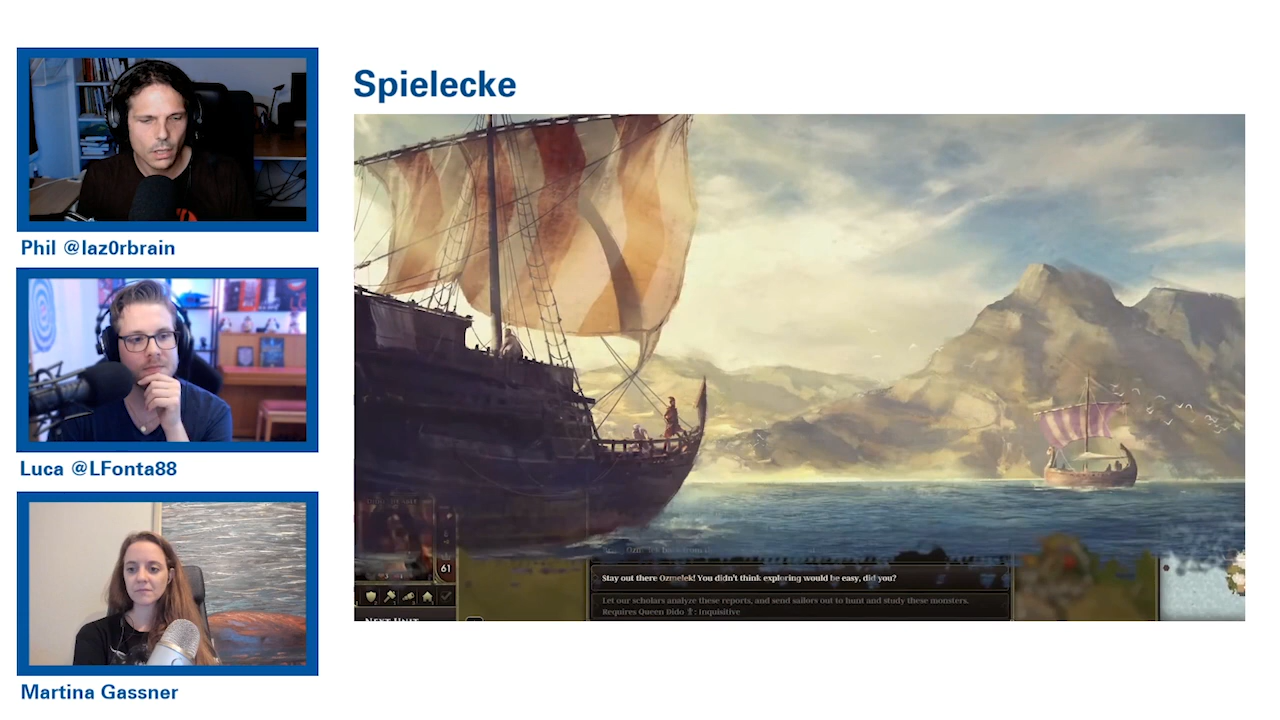 Spielecke
Phil @laz0rbrain
Luca @LFonta88
Martina Gassner
61
Stay out there Ozmelek! You didn't think exploring would be easy, did you?
Let our scholars analyze these reports, and send sailors out to hunt and study these monsters.
Requires Queen Dido : Inquisitive
Next Unit